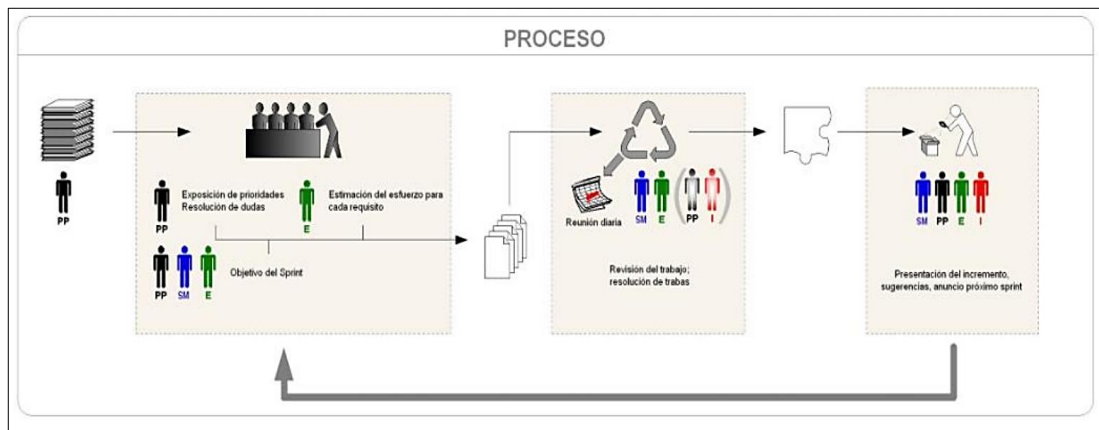 PROCESO
PP
PP
Exposición de prioridades
Resolución de dudas
E
Estimación del esfuerzo para
cada requisito
PP SM E
Objetivo del Sprint
Reunión diaria
SM E (PP I)
Revisión del trabajo;
resolución de trabas
SM PP E I
Presentación del incremento,
sugerencias, anuncio próximo sprint